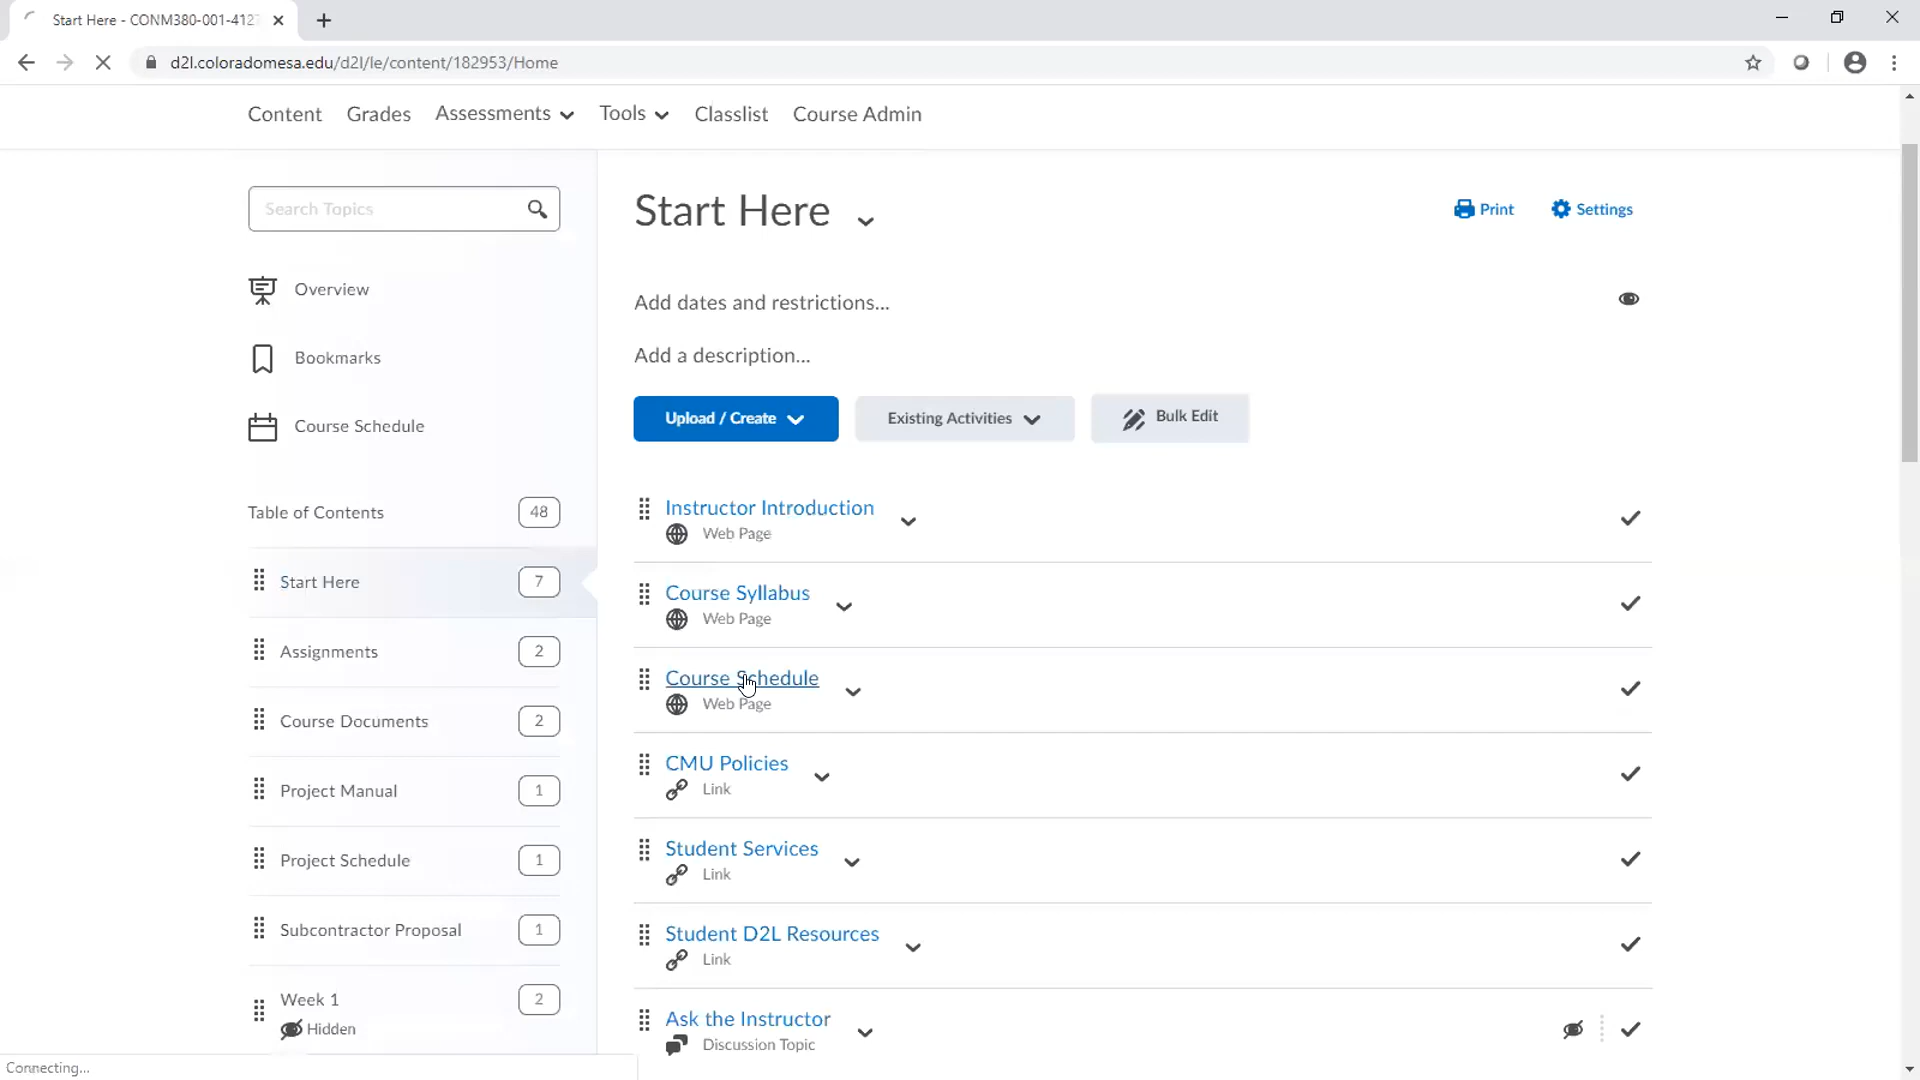 Start Here - CONM380-001-4127
d2l.coloradomesa.edu/d2l/le/content/182953/Home
Content Grades Assessments Tools Classlist Course Admin
Search Topics
Overview
Bookmarks
Course Schedule
Table of Contents 48
Start Here 7
Assignments 2
Course Documents 2
Project Manual 1
Project Schedule 1
Subcontractor Proposal 1
Week 1 2
Hidden
Start Here
Print Settings
Add dates and restrictions...
Add a description...
Upload / Create Existing Activities Bulk Edit
Instructor Introduction
Web Page
Course Syllabus
Web Page
Course Schedule
Web Page
CMU Policies
Link
Student Services
Link
Student D2L Resources
Link
Ask the Instructor
Discussion Topic
Connecting...